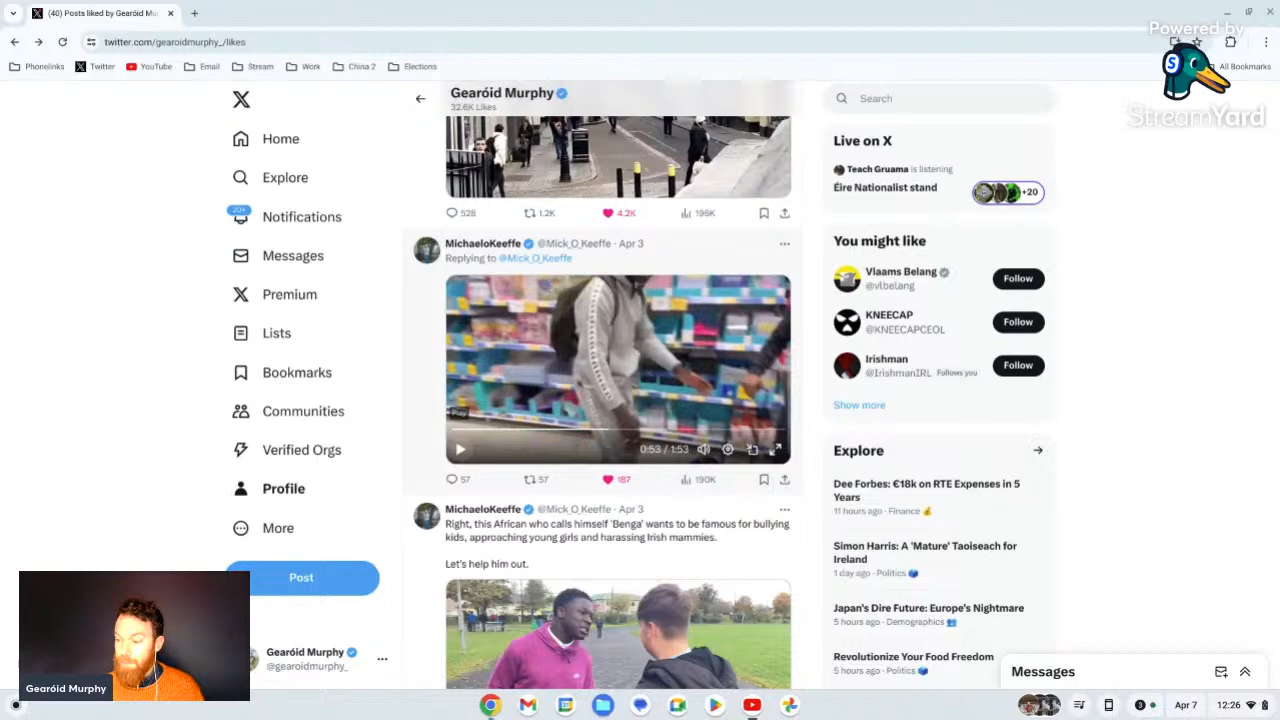 (40) liked by Gearóid Mu
twitter.com/gearoidmurphy_/likes
Phonelinks
Twitter
YouTube
Email
Stream
Work
China 2
Elections
All Bookmarks
Powered by
S
StreamYard
Home
Explore
20+
Notifications
Messages
Premium
Lists
Bookmarks
Communities
Verified Orgs
Profile
More
Post
Gearóid Murphy
@gearoidmurphy_
Gearóid Murphy
Gearóid Murphy
32.6K Likes
528
1.2K
4.2K
196K
MichaeloKeeffe @Mick_O_Keeffe · Apr 3
Replying to @Mick_O_Keeffe
Play
0:53 / 1:53
57
57
187
190K
MichaeloKeeffe @Mick_O_Keeffe · Apr 3
Right, this African who calls himself 'Benga' wants to be famous for bullying
kids, approaching young girls and harassing Irish mammies.
Let's help him out.
Search
Live on X
Teach Gruama is listening
Éire Nationalist stand
+20
You might like
Vlaams Belang
@vlbelang
Follow
KNEECAP
@KNEECAPCEOL
Follow
Irishman
@IrishmanIRL Follows you
Follow
Show more
Explore
Dee Forbes: €18k on RTE Expenses in 5
Years
11 hours ago · Finance
Simon Harris: A 'Mature' Taoiseach for
Ireland
1 day ago · Politics
Japan's Dire Future: Europe's Nightmare
5 hours ago · Demographics
Revolutionize Your Food Freedom
5 hours ago · Politics
Messages
3
Apr 7
12:26